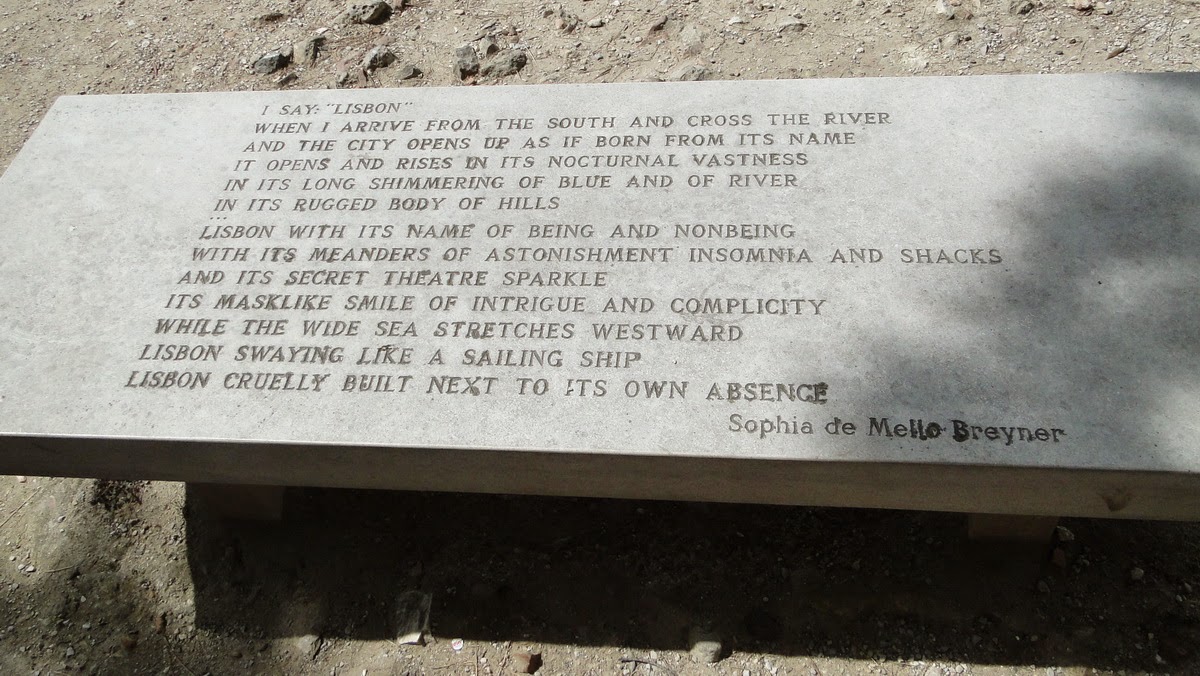 I SAY: "LISBON"
WHEN I ARRIVE FROM THE SOUTH AND CROSS THE RIVER
AND THE CITY OPENS UP AS IF BORN FROM ITS NAME
IT OPENS AND RISES IN ITS NOCTURNAL VASTNESS
IN ITS LONG SHIMMERING OF BLUE AND OF RIVER
IN ITS RUGGED BODY OF HILLS
...
LISBON WITH ITS NAME OF BEING AND NONBEING
WITH ITS MEANDERS OF ASTONISHMENT INSOMNIA AND SHACKS
AND ITS SECRET THEATRE SPARKLE
ITS MASKLIKE SMILE OF INTRIGUE AND COMPLICITY
WHILE THE WIDE SEA STRETCHES WESTWARD
LISBON SWAYING LIKE A SAILING SHIP
LISBON CRUELLY BUILT NEXT TO ITS OWN ABSENCE
Sophia de Mello Breyner